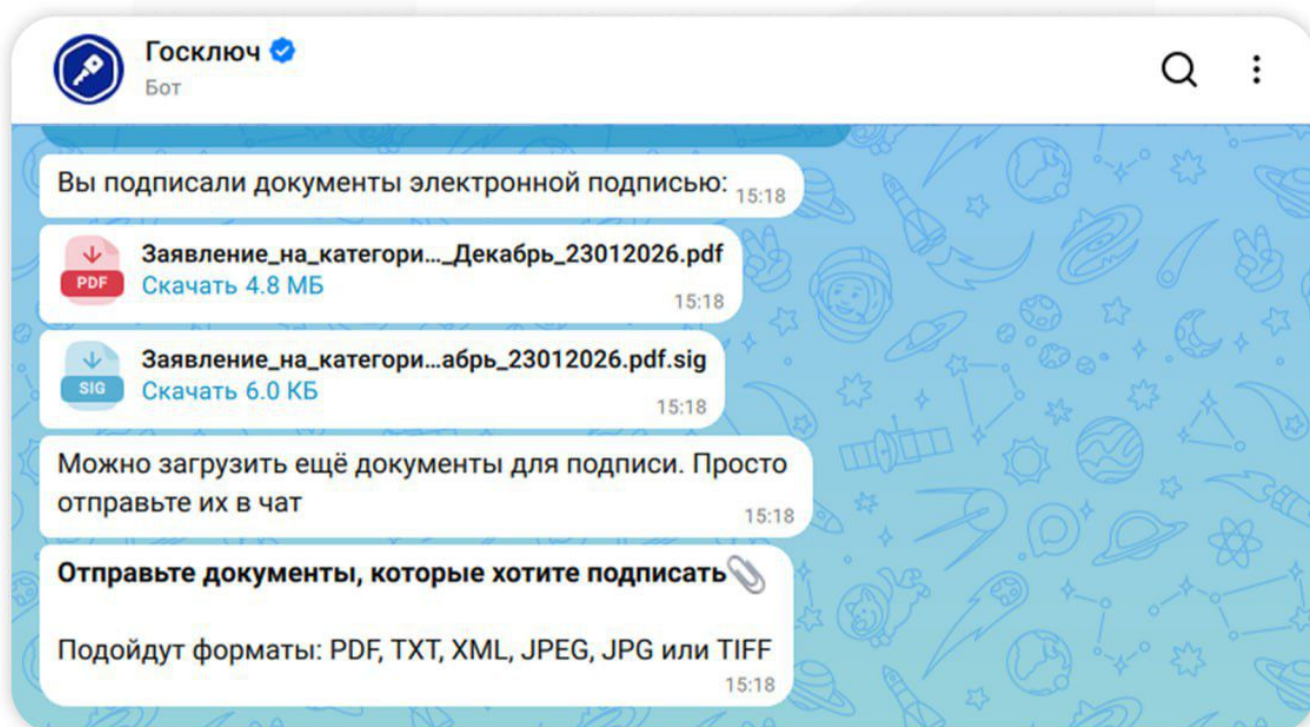 Госключ
Бот
Вы подписали документы электронной подписью: 15:18
Заявление_на_категори..._Декабрь_23012026.pdf
PDF
Скачать 4.8 МБ
15:18
Заявление_на_категори...абрь_23012026.pdf.sig
SIG
Скачать 6.0 КБ
15:18
Можно загрузить ещё документы для подписи. Просто
отправьте их в чат
15:18
Отправьте документы, которые хотите подписать
Подойдут форматы: PDF, TXT, XML, JPEG, JPG или TIFF
15:18